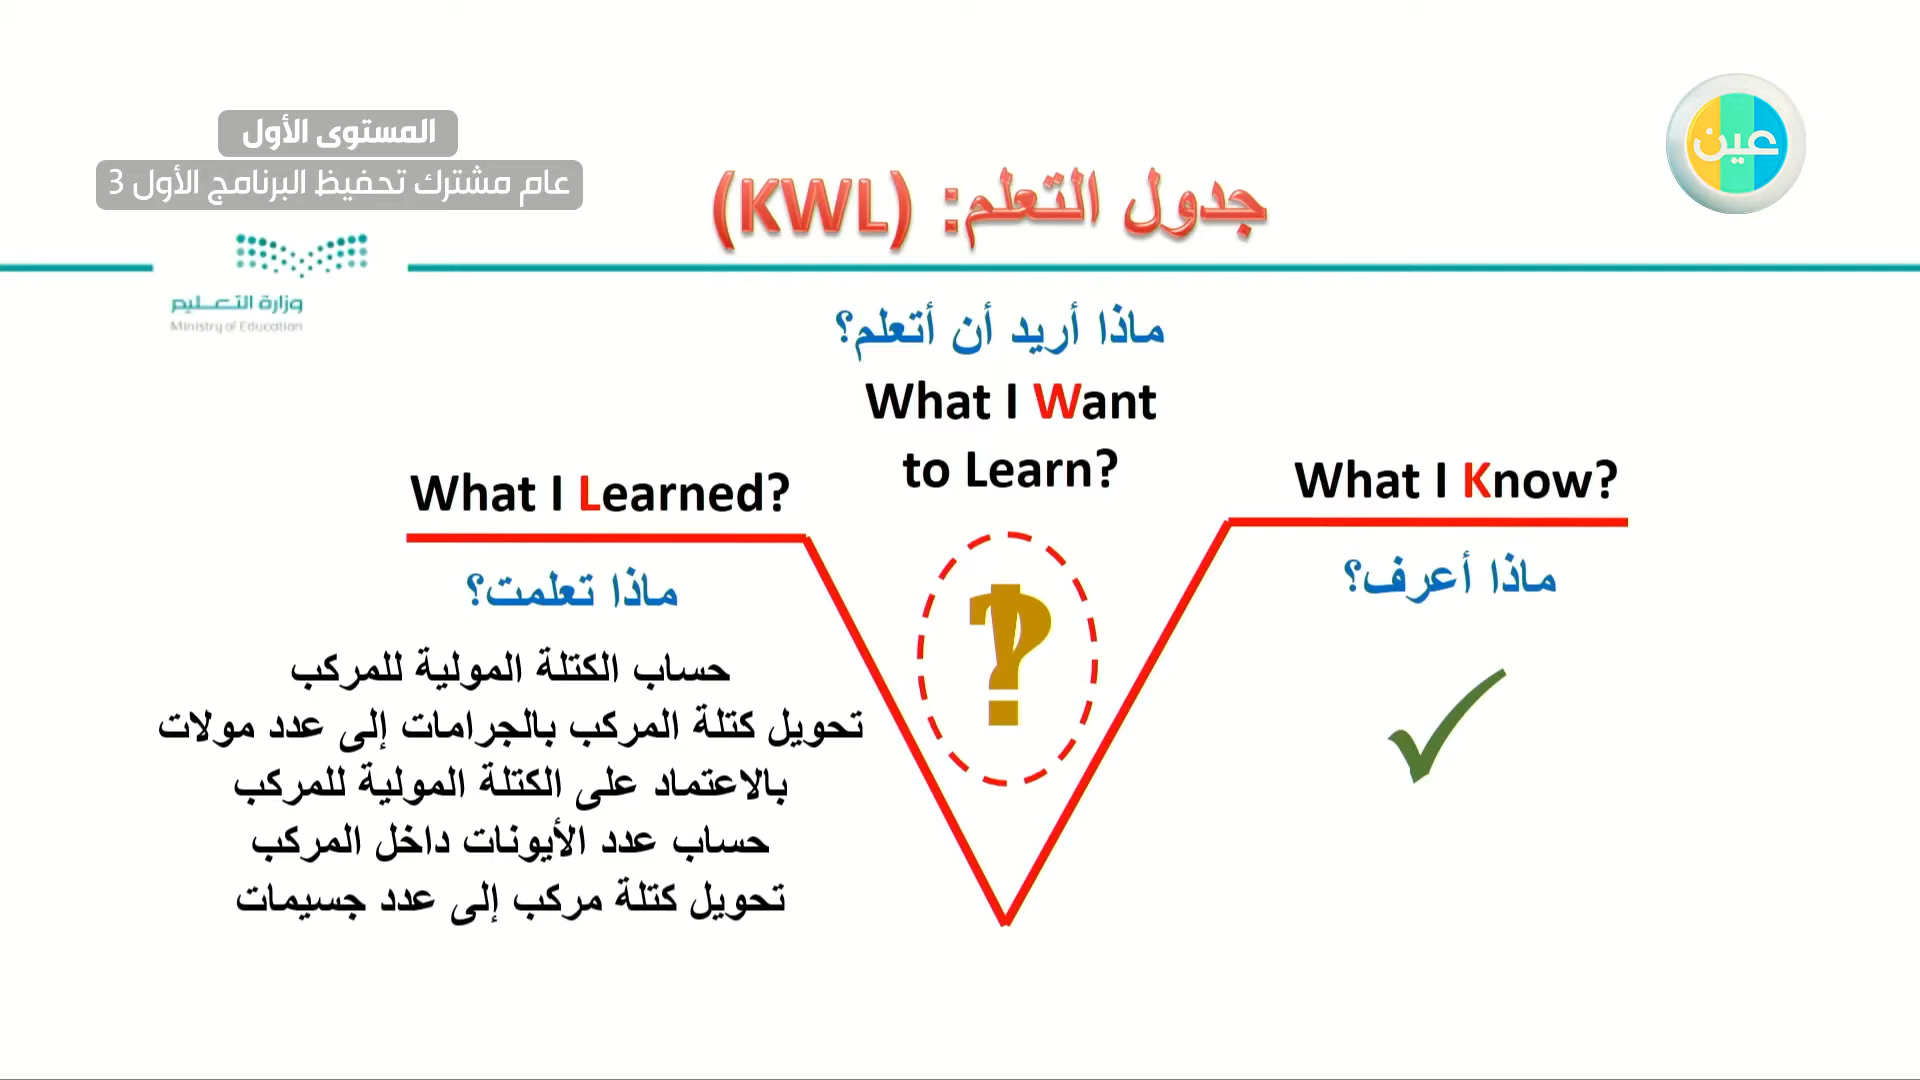 المستوى الأول
عام مشترك تحفيظ البرنامج الأول 3
عين
وزارة التعليم
Ministry of Education
جدول التعلم: (KWL)
ماذا أريد أن أتعلم؟
What I Want
to Learn?
What I Know?
ماذا أعرف؟
What I Learned?
ماذا تعلمت؟
حساب الكتلة المولية للمركب
تحويل كتلة المركب بالجرامات إلى عدد مولات
بالاعتماد على الكتلة المولية للمركب
حساب عدد الأيونات داخل المركب
تحويل كتلة مركب إلى عدد جسيمات
?